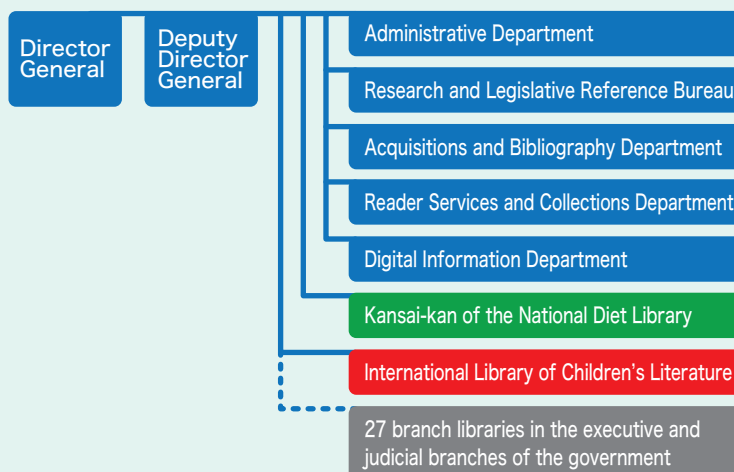 Director
General
Deputy
Director
General
Administrative Department
Research and Legislative Reference Bureau
Acquisitions and Bibliography Department
Reader Services and Collections Department
Digital Information Department
Kansai-kan of the National Diet Library
International Library of Children’s Literature
27 branch libraries in the executive and
judicial branches of the government